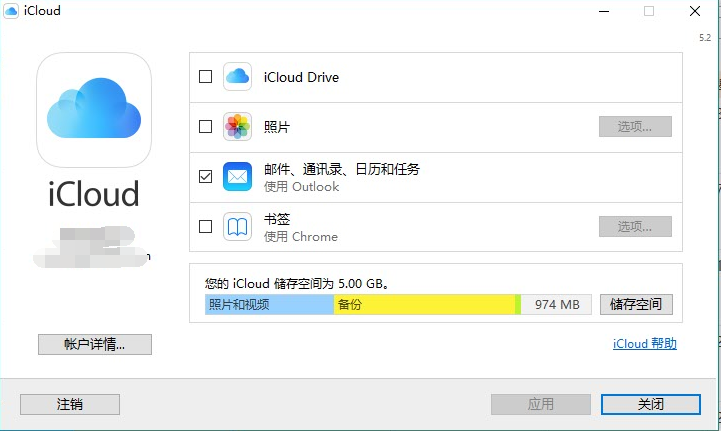 iCloud
5.2
iCloud
iCloud Drive
照片
选项...
邮件、通讯录、日历和任务
使用 Outlook
书签
使用 Chrome
选项...
您的 iCloud 储存空间为 5.00 GB。
照片和视频
备份
974 MB
储存空间
帐户详情...
iCloud 帮助
注销
应用
关闭